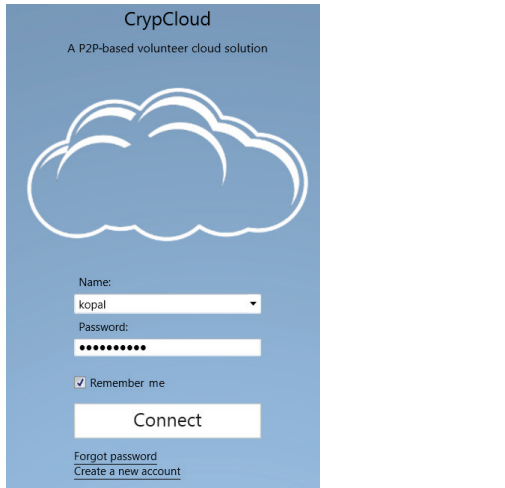 CrypCloud
A P2P-based volunteer cloud solution
Name:
kopal
Password:
●●●●●●●●●●
Remember me
Connect
Forgot password
Create a new account